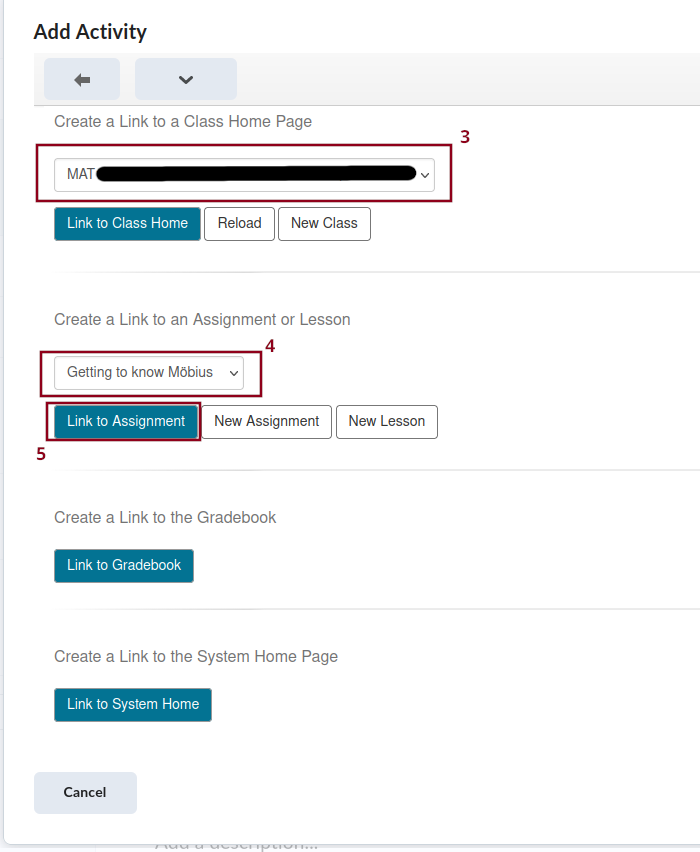 Add Activity
Create a Link to a Class Home Page
3
MAT
Link to Class Home Reload New Class
Create a Link to an Assignment or Lesson
4
Getting to know Möbius
Link to Assignment New Assignment New Lesson
5
Create a Link to the Gradebook
Link to Gradebook
Create a Link to the System Home Page
Link to System Home
Cancel
Add a description...